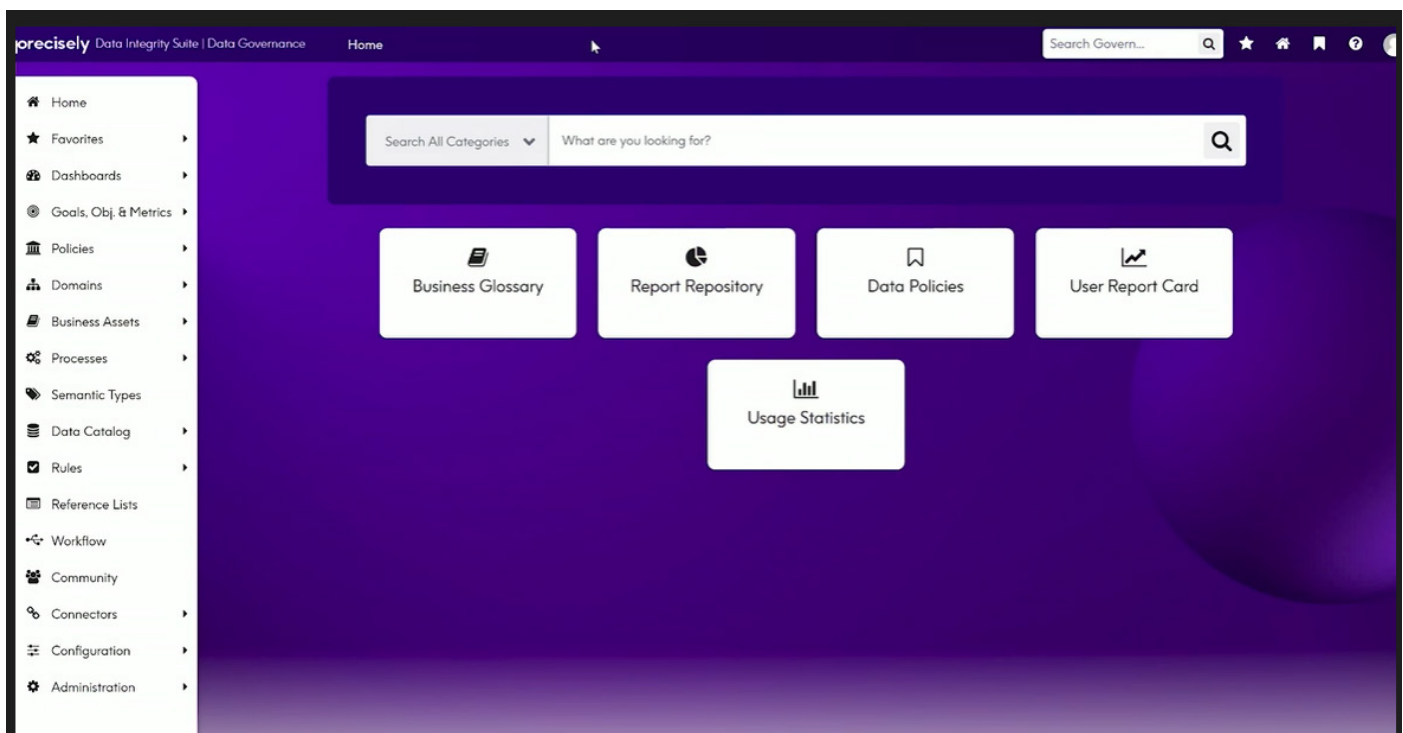 precisely Data Integrity Suite | Data Governance
Home
Search Govern...
Home
Favorites
Dashboards
Goals, Obj. & Metrics
Policies
Domains
Business Assets
Processes
Semantic Types
Data Catalog
Rules
Reference Lists
Workflow
Community
Connectors
Configuration
Administration
Search All Categories
What are you looking for?
Business Glossary
Report Repository
Data Policies
User Report Card
Usage Statistics